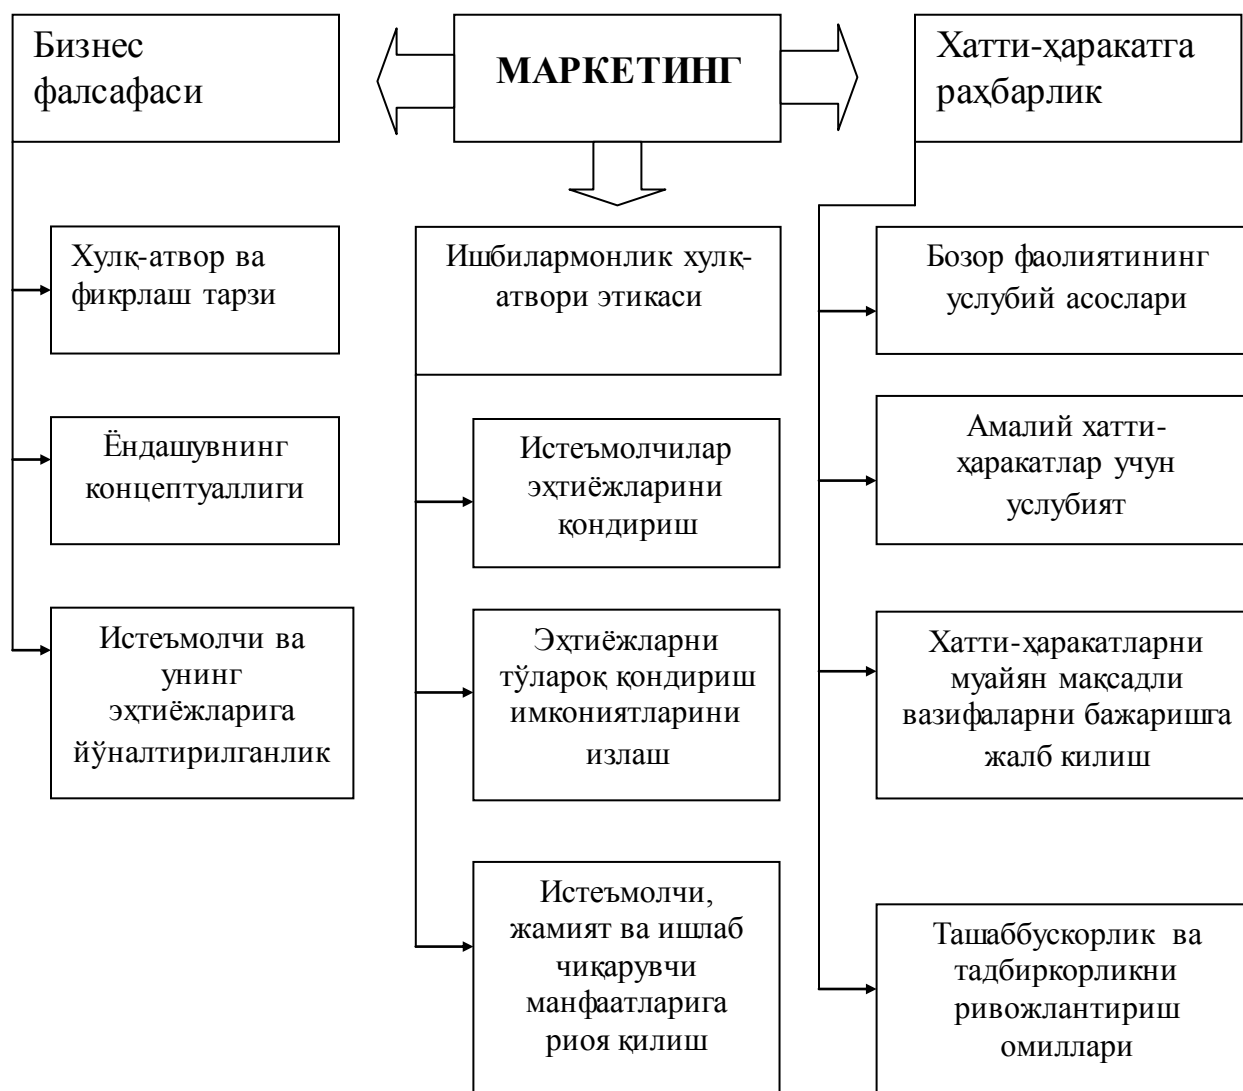 Бизнес
фалсафаси
МАРКЕТИНГ
Хатти-ҳаракатга
раҳбарлик
Хулқ-атвор ва
фикрлаш тарзи
Ёндашувнинг
концептуаллиги
Истеъмолчи ва
унинг
эҳтиёжларига
йўналтирилганлик
Ишбилармонлик хулқ-
атвори этикаси
Истеъмолчилар
эҳтиёжларини
қондириш
Эҳтиёжларни
тўлароқ қондириш
имкониятларини
излаш
Истеъмолчи,
жамият ва ишлаб
чиқарувчи
манфаатларига
риоя қилиш
Бозор фаолиятининг
услубий асослари
Амалий хатти-
ҳаракатлар учун
услубият
Хатти-ҳаракатларни
муайян мақсадли
вазифаларни бажаришга
жалб килиш
Ташаббускорлик ва
тадбиркорликни
ривожлантириш
омиллари